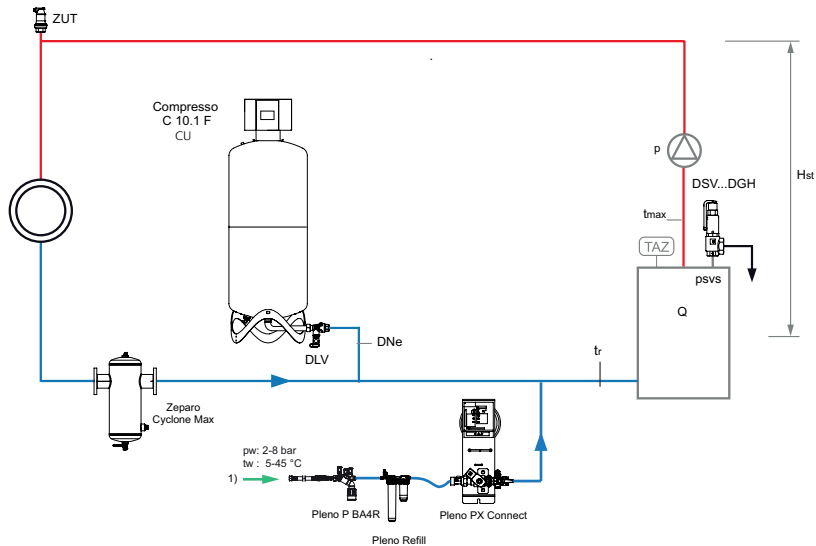 ZUT
Compresso
C 10.1 F
CU
p
Hst
DSV...DGH
tmax
TAZ
psvs
Q
DNe
DLV
tr
Zeparo
Cyclone Max
pw: 2-8 bar
tw : 5-45 °C
1)
Pleno P BA4R
Pleno PX Connect
Pleno Refill